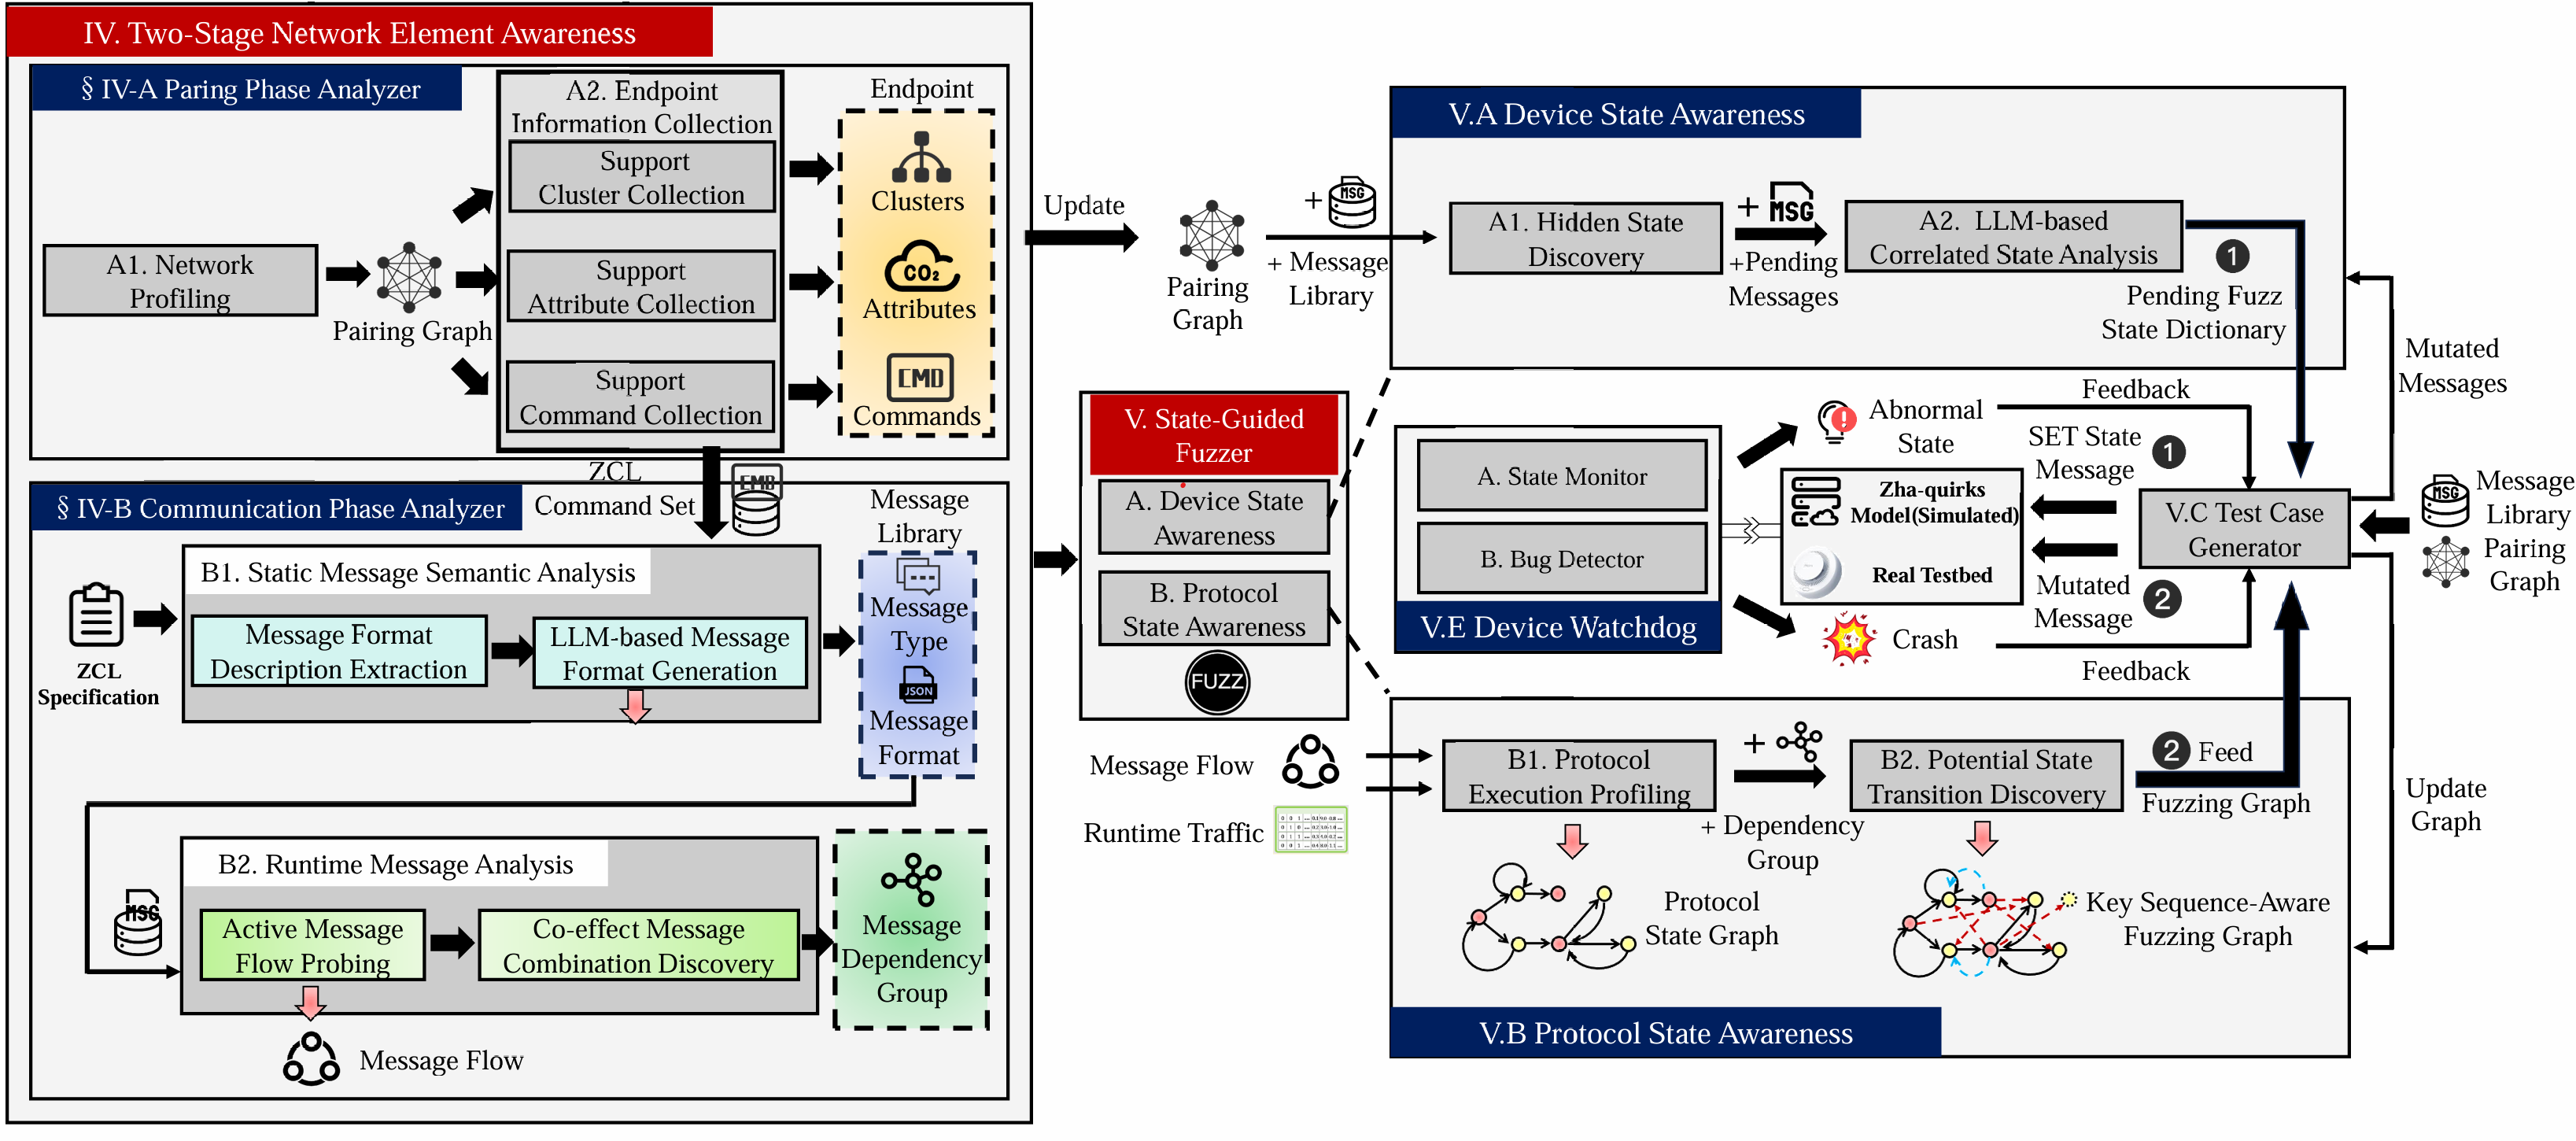 IV. Two-Stage Network Element Awareness
§ IV-A Paring Phase Analyzer
A1. Network
Profiling
Pairing Graph
A2. Endpoint
Information Collection
Support
Cluster Collection
Support
Attribute Collection
Support
Command Collection
Endpoint
Clusters
CO₂
Attributes
CMD
Commands
ZCL
Command Set
CMD
§ IV-B Communication Phase Analyzer
ZCL
Specification
B1. Static Message Semantic Analysis
Message Format
Description Extraction
LLM-based Message
Format Generation
Message
Library
Message
Type
JSON
Message
Format
MSG
B2. Runtime Message Analysis
Active Message
Flow Probing
Co-effect Message
Combination Discovery
Message
Dependency
Group
Message Flow
Update
Pairing
Graph
+ MSG
+ Message
Library
V. State-Guided
Fuzzer
A. Device State
Awareness
B. Protocol
State Awareness
FUZZ
Message Flow
Runtime Traffic
V.A Device State Awareness
A1. Hidden State
Discovery
+ MSG
+Pending
Messages
A2. LLM-based
Correlated State Analysis
1
Pending Fuzz
State Dictionary
Mutated
Messages
A. State Monitor
B. Bug Detector
V.E Device Watchdog
Abnormal
State
Feedback
Zha-quirks
Model(Simulated)
Real Testbed
Crash
Feedback
SET State
Message
1
Mutated
Message
2
V.C Test Case
Generator
MSG
Message
Library
Pairing
Graph
B1. Protocol
Execution Profiling
+
+ Dependency
Group
B2. Potential State
Transition Discovery
2 Feed
Fuzzing Graph
Update
Graph
Protocol
State Graph
Key Sequence-Aware
Fuzzing Graph
V.B Protocol State Awareness